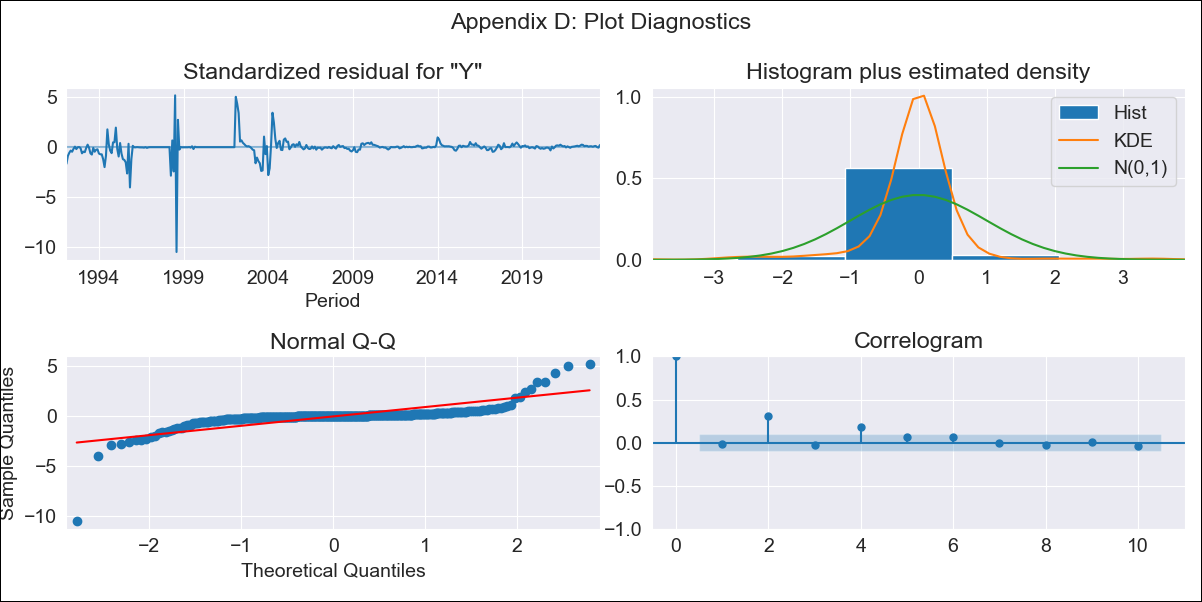 Appendix D: Plot Diagnostics
Standardized residual for "Y"
5
0
−5
−10
1994 1999 2004 2009 2014 2019
Period
Histogram plus estimated density
1.0
0.5
0.0
−3 −2 −1 0 1 2 3
Hist
KDE
N(0,1)
Normal Q-Q
Sample Quantiles
5
0
−5
−10
−2 −1 0 1 2
Theoretical Quantiles
Correlogram
1.0
0.5
0.0
−0.5
−1.0
0 2 4 6 8 10